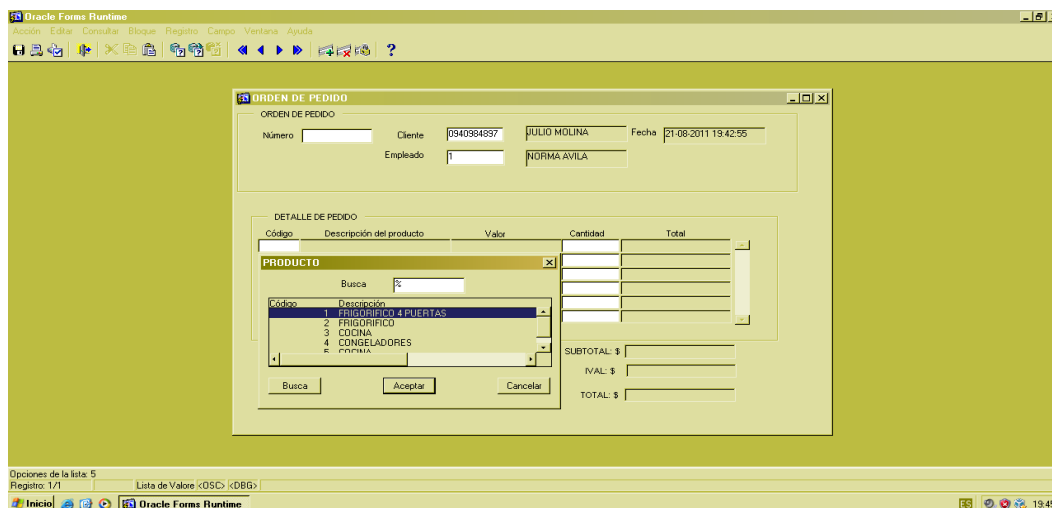 Oracle Forms Runtime
Acción Editar Consultar Bloque Registro Campo Ventana Ayuda
ORDEN DE PEDIDO
ORDEN DE PEDIDO
Número Cliente 0940984897 JULIO MOLINA Fecha 21-08-2011 19:42:55
Empleado 1 NORMA AVILA
DETALLE DE PEDIDO
Código Descripción del producto Valor Cantidad Total
PRODUCTO
Busca %
Código Descripción
1 FRIGORIFICO 4 PUERTAS
2 FRIGORIFICO
3 COCINA
4 CONGELADORES
5 COCINA
Busca Aceptar Cancelar
SUBTOTAL: $
IVAL: $
TOTAL: $
Opciones de la lista: 5
Registro: 1/1 Lista de Valore <OSC> <DBG>
Inicio Oracle Forms Runtime ES 19:45